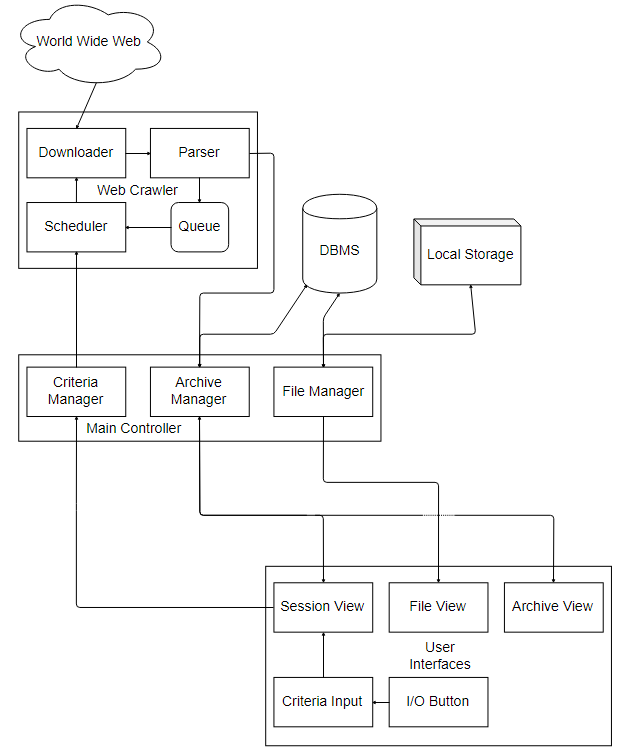 World Wide Web
Downloader
Parser
Web Crawler
Scheduler
Queue
DBMS
Local Storage
Criteria
Manager
Archive
Manager
File Manager
Main Controller
Session View
File View
Archive View
User
Interfaces
Criteria Input
I/O Button